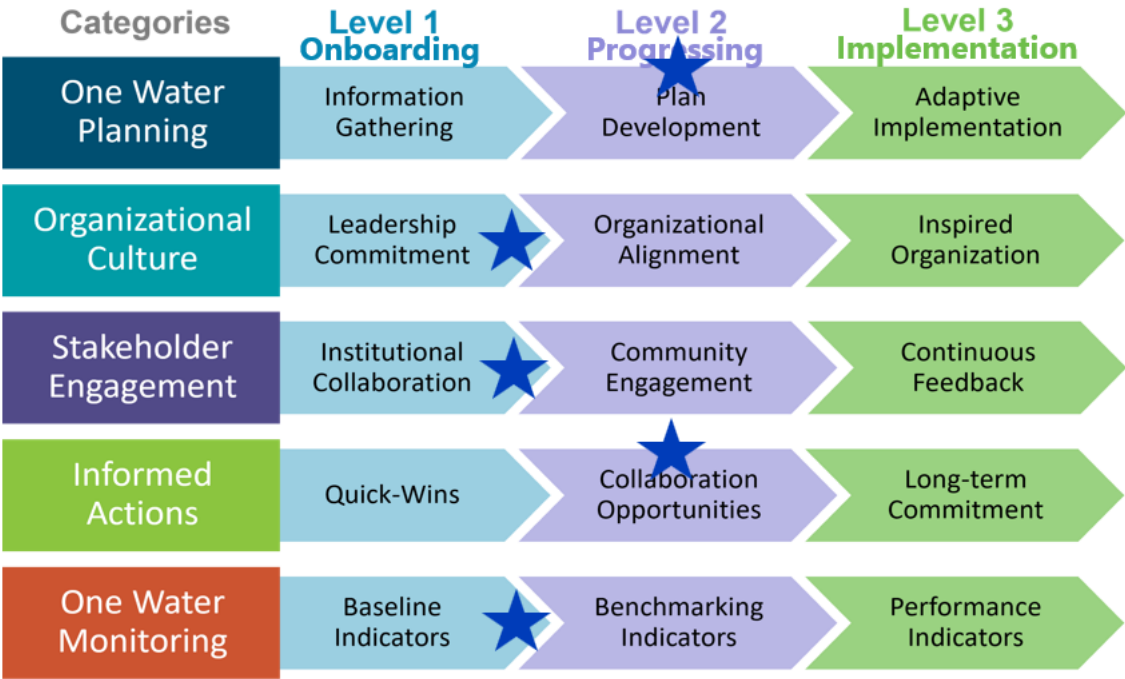 Categories
Level 1
Onboarding
Level 2
Progressing
Level 3
Implementation
One Water
Planning
Information
Gathering
Plan
Development
Adaptive
Implementation
Organizational
Culture
Leadership
Commitment
Organizational
Alignment
Inspired
Organization
Stakeholder
Engagement
Institutional
Collaboration
Community
Engagement
Continuous
Feedback
Informed
Actions
Quick-Wins
Collaboration
Opportunities
Long-term
Commitment
One Water
Monitoring
Baseline
Indicators
Benchmarking
Indicators
Performance
Indicators